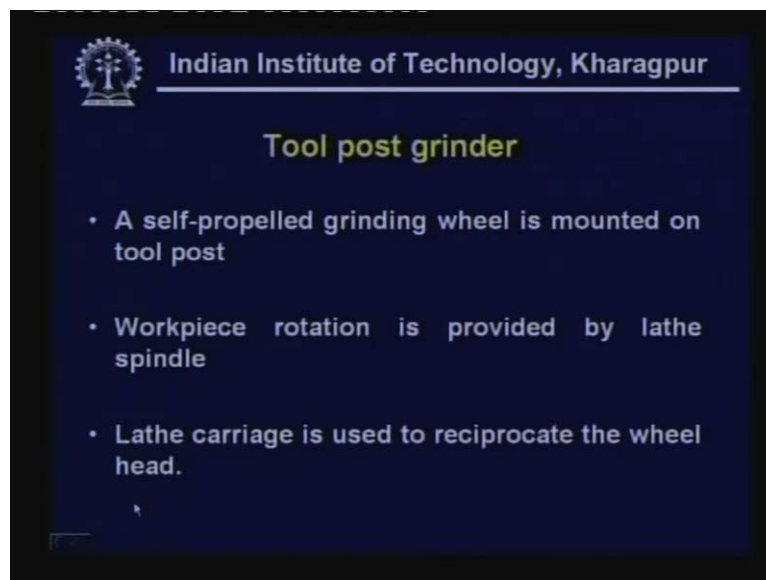 Indian Institute of Technology, Kharagpur
Tool post grinder
• A self-propelled grinding wheel is mounted on
tool post
• Workpiece rotation is provided by lathe
spindle
• Lathe carriage is used to reciprocate the wheel
head.